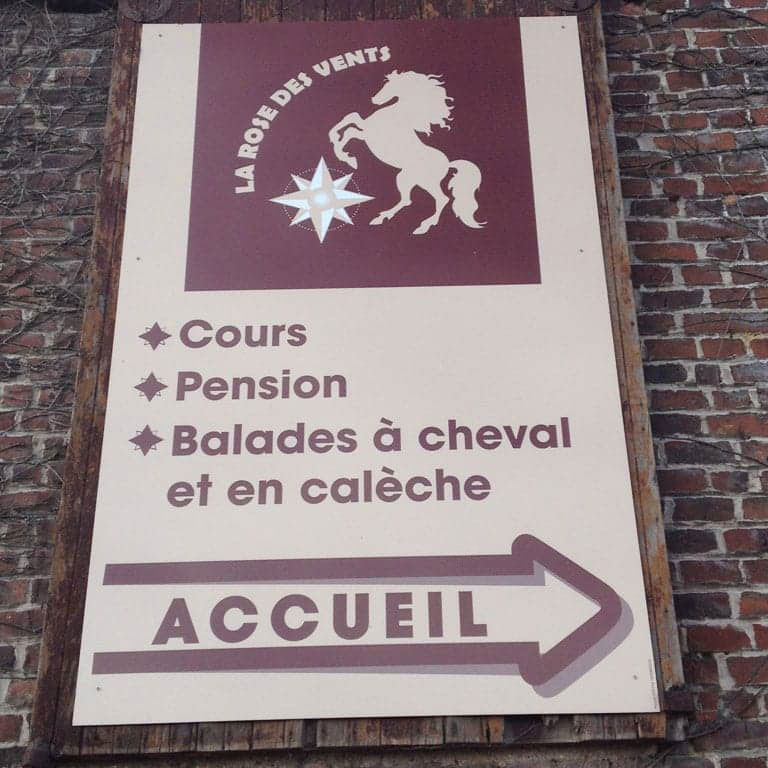 LA ROSE DES VENTS
Cours
Pension
Balades à cheval
et en calèche
ACCUEIL